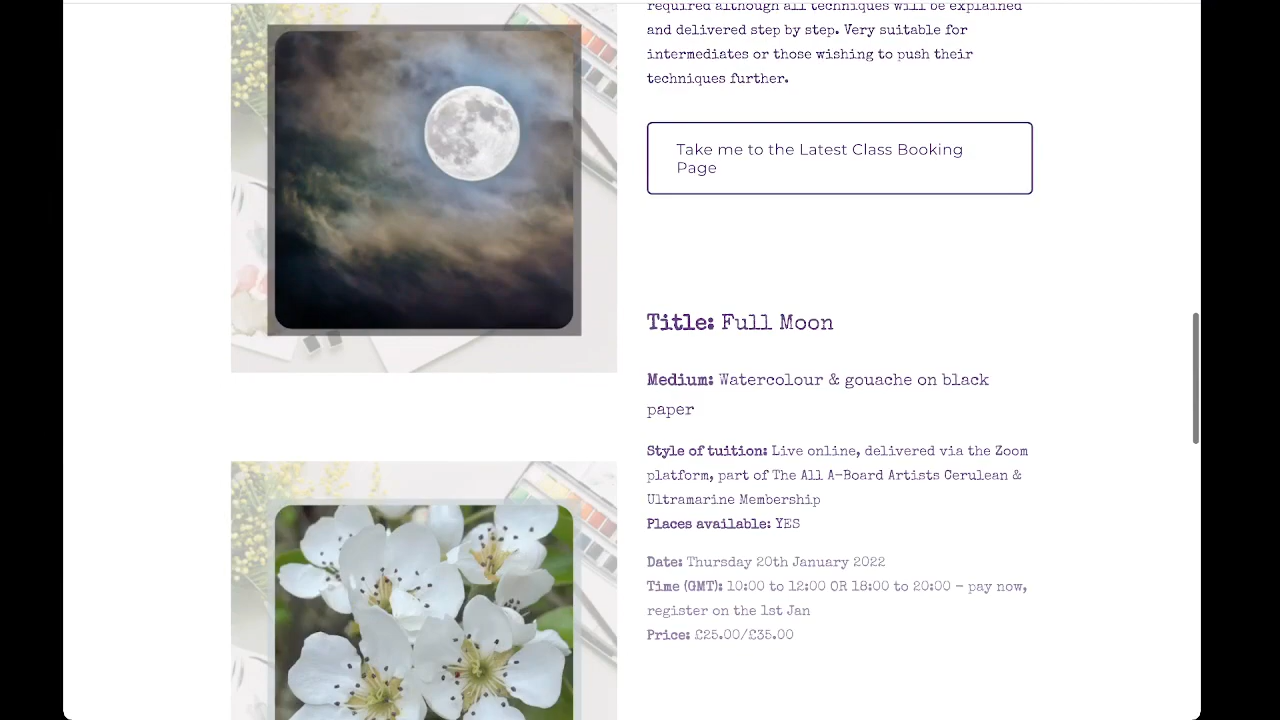 required although all techniques will be explained
and delivered step by step. Very suitable for
intermediates or those wishing to push their
techniques further.
Take me to the Latest Class Booking
Page
Title: Full Moon
Medium: Watercolour & gouache on black
paper
Style of tuition: Live online, delivered via the Zoom
platform, part of The All A-Board Artists Cerulean &
Ultramarine Membership
Places available: YES
Date: Thursday 20th January 2022
Time (GMT): 10:00 to 12:00 OR 18:00 to 20:00 - pay now,
register on the 1st Jan
Price: £25.00/£35.00